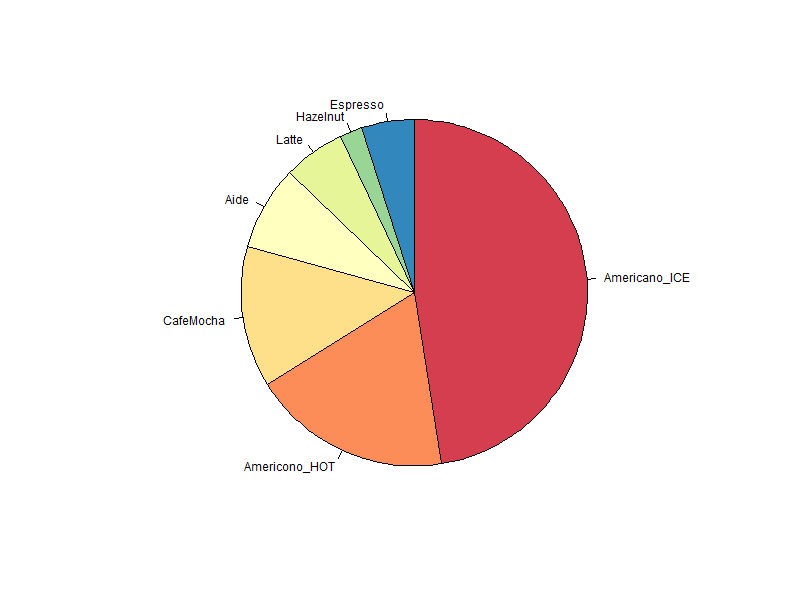 Espresso
Hazelnut
Latte
Aide
Americano_ICE
CafeMocha
Americono_HOT